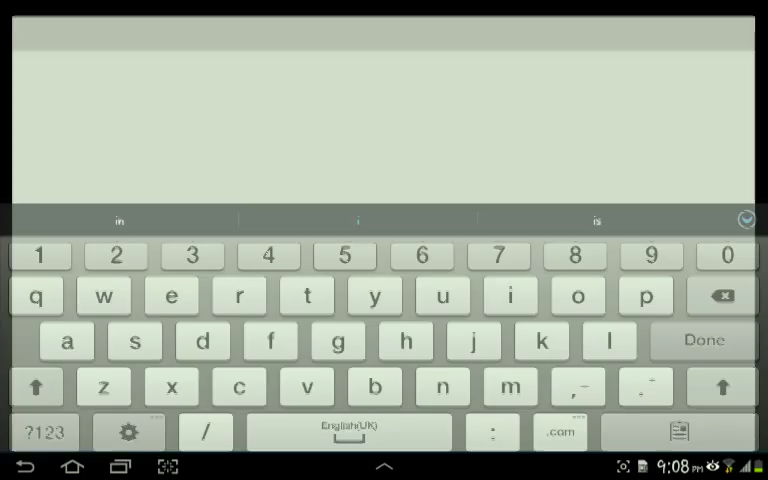 in i is
1 2 3 4 5 6 7 8 9 0
q w e r t y u i o p
a s d f g h j k l Done
z x c v b n m , - . -
?123 / English(UK) : .com
9:08 PM